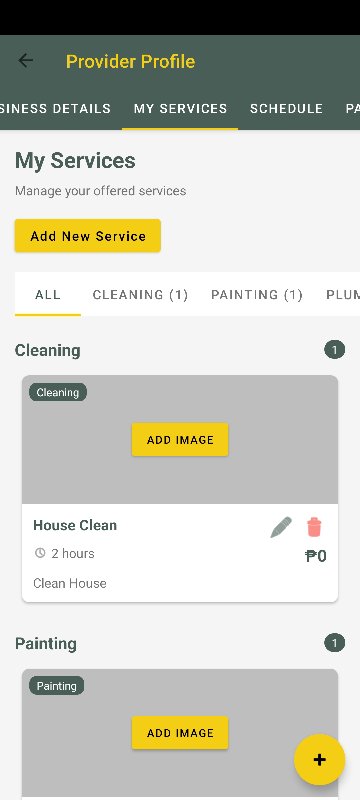 Provider Profile
SINESS DETAILS MY SERVICES SCHEDULE PA
My Services
Manage your offered services
Add New Service
ALL CLEANING (1) PAINTING (1) PLUM
Cleaning 1
Cleaning
ADD IMAGE
House Clean
2 hours ₱0
Clean House
Painting 1
Painting
ADD IMAGE
+